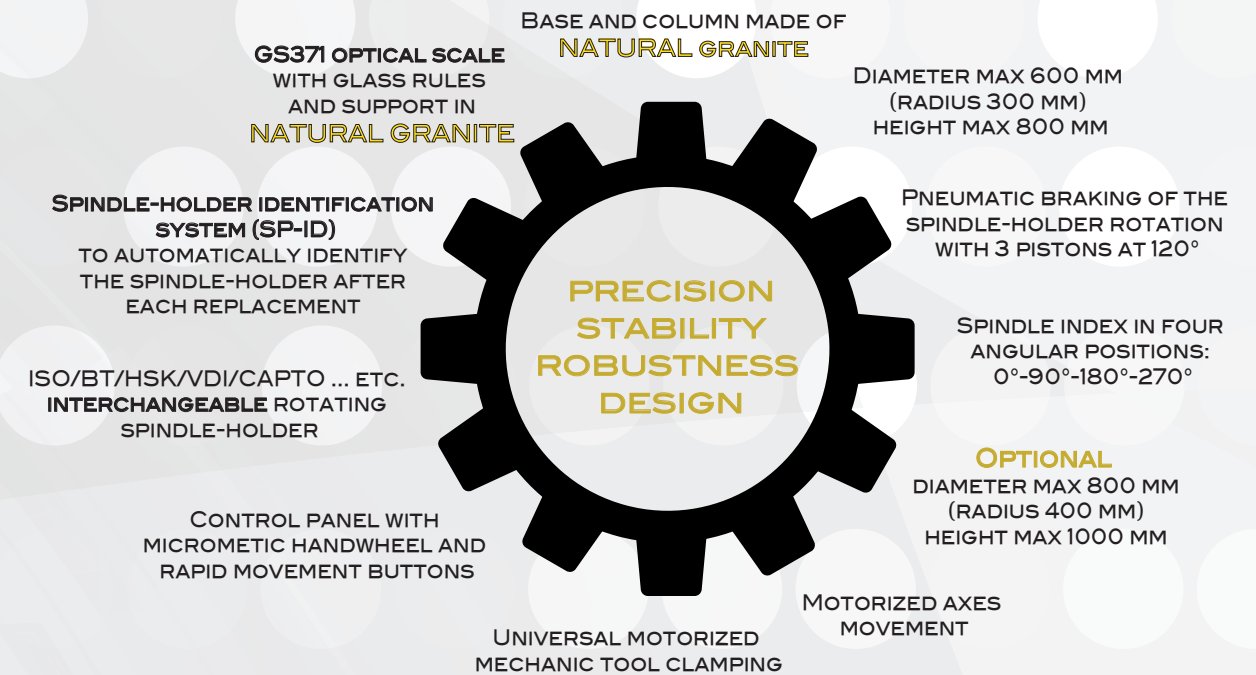 Base and column made of
NATURAL granite
GS371 optical scale
with glass rules
and support in
NATURAL GRANITE
Diameter max 600 mm
(radius 300 mm)
height max 800 mm
Spindle-holder identification
system (SP-ID)
to automatically identify
the spindle-holder after
each replacement
Pneumatic braking of the
spindle-holder rotation
with 3 pistons at 120°
PRECISION
STABILITY
ROBUSTNESS
DESIGN
Spindle index in four
angular positions:
0°-90°-180°-270°
ISO/BT/HSK/VDI/CAPTO ... etc.
interchangeable rotating
spindle-holder
Optional
diameter max 800 mm
(radius 400 mm)
height max 1000 mm
Control panel with
micrometic handwheel and
rapid movement buttons
Motorized axes
movement
Universal motorized
mechanic tool clamping